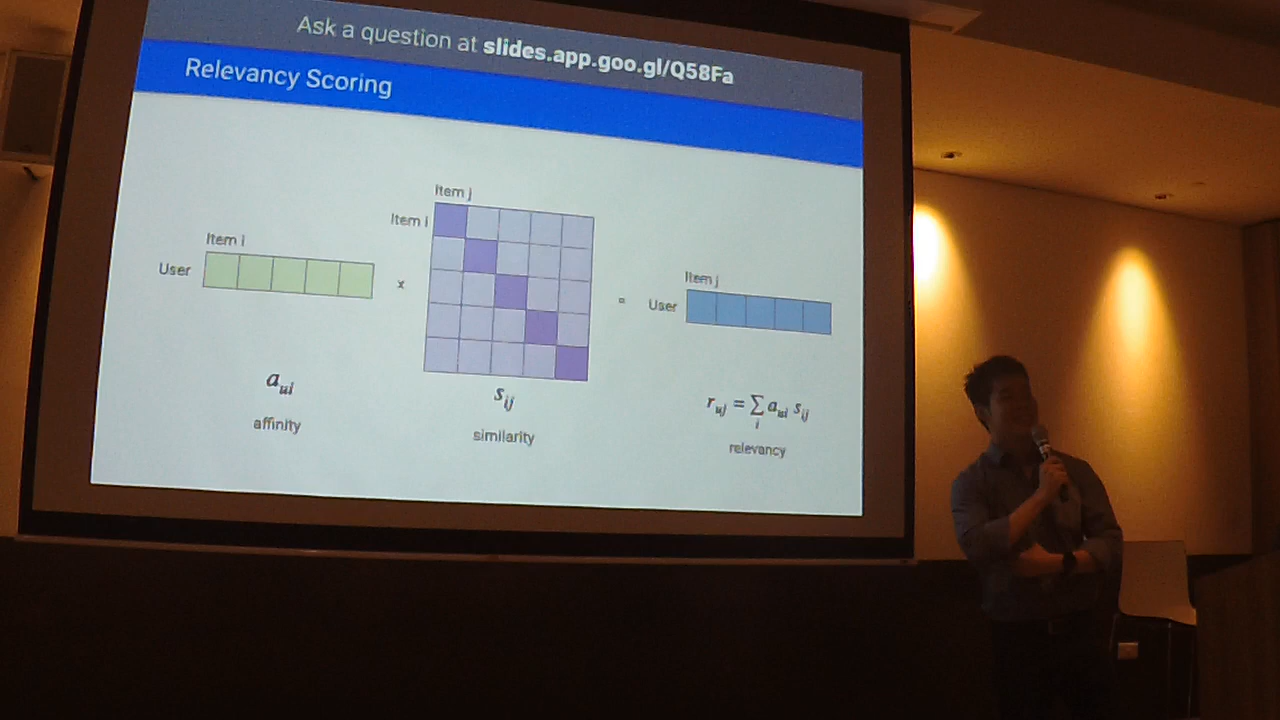 Ask a question at slides.app.goo.gl/Q58Fa
Relevancy Scoring
Item j
Item i
Item i
User
x
=
Item j
User
a_ui
affinity
s_ij
similarity
r_uj = ∑_i a_ui s_ij
relevancy